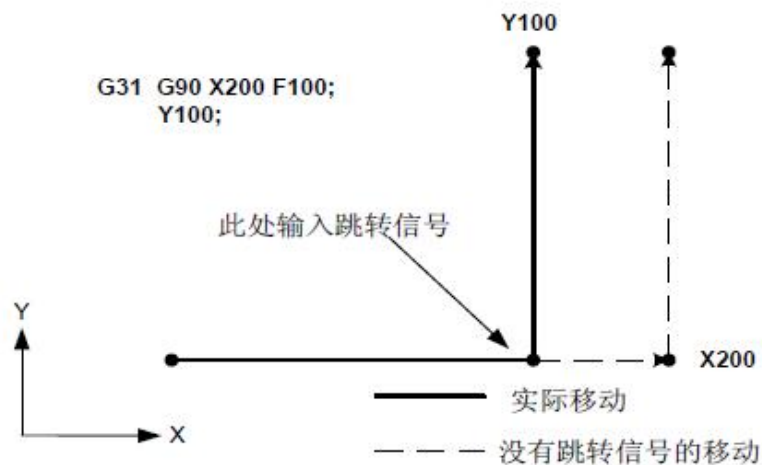 Y100
G31 G90 X200 F100;
Y100;
此处输入跳转信号
Y
X200
实际移动
X
没有跳转信号的移动